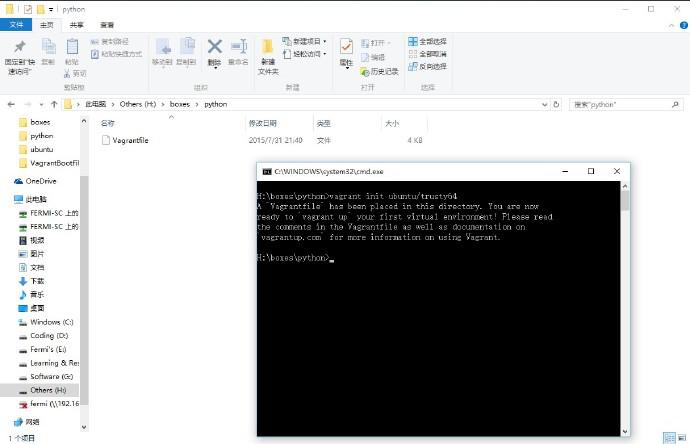 python
文件
主页
共享
查看
固定到"快
速访问"
复制
粘贴
复制路径
粘贴快捷方式
剪切
剪贴板
移动到
复制到
删除
重命名
组织
新建
文件夹
新建项目
轻松访问
新建
属性
打开
编辑
历史记录
打开
全部选择
全部取消
反向选择
选择
此电脑 > Others (H:) > boxes > python
搜索"python"
名称
修改日期
类型
大小
Vagrantfile
2015/7/31 21:40
文件
4 KB
boxes
python
ubuntu
VagrantBootFil
OneDrive
此电脑
FERMI-SC 上的
FERMI-SC 上的
视频
图片
文档
下载
音乐
桌面
Windows (C:)
Coding (D:)
Fermi's (E:)
Learning & Res
Software (G:)
Others (H:)
fermi (\\192.16
网络
1 个项目
C:\WINDOWS\system32\cmd.exe
H:\boxes\python>vagrant init ubuntu/trusty64
A `Vagrantfile` has been placed in this directory. You are now
ready to `vagrant up` your first virtual environment! Please read
the comments in the Vagrantfile as well as documentation on
`vagrantup.com` for more information on using Vagrant.
H:\boxes\python>_